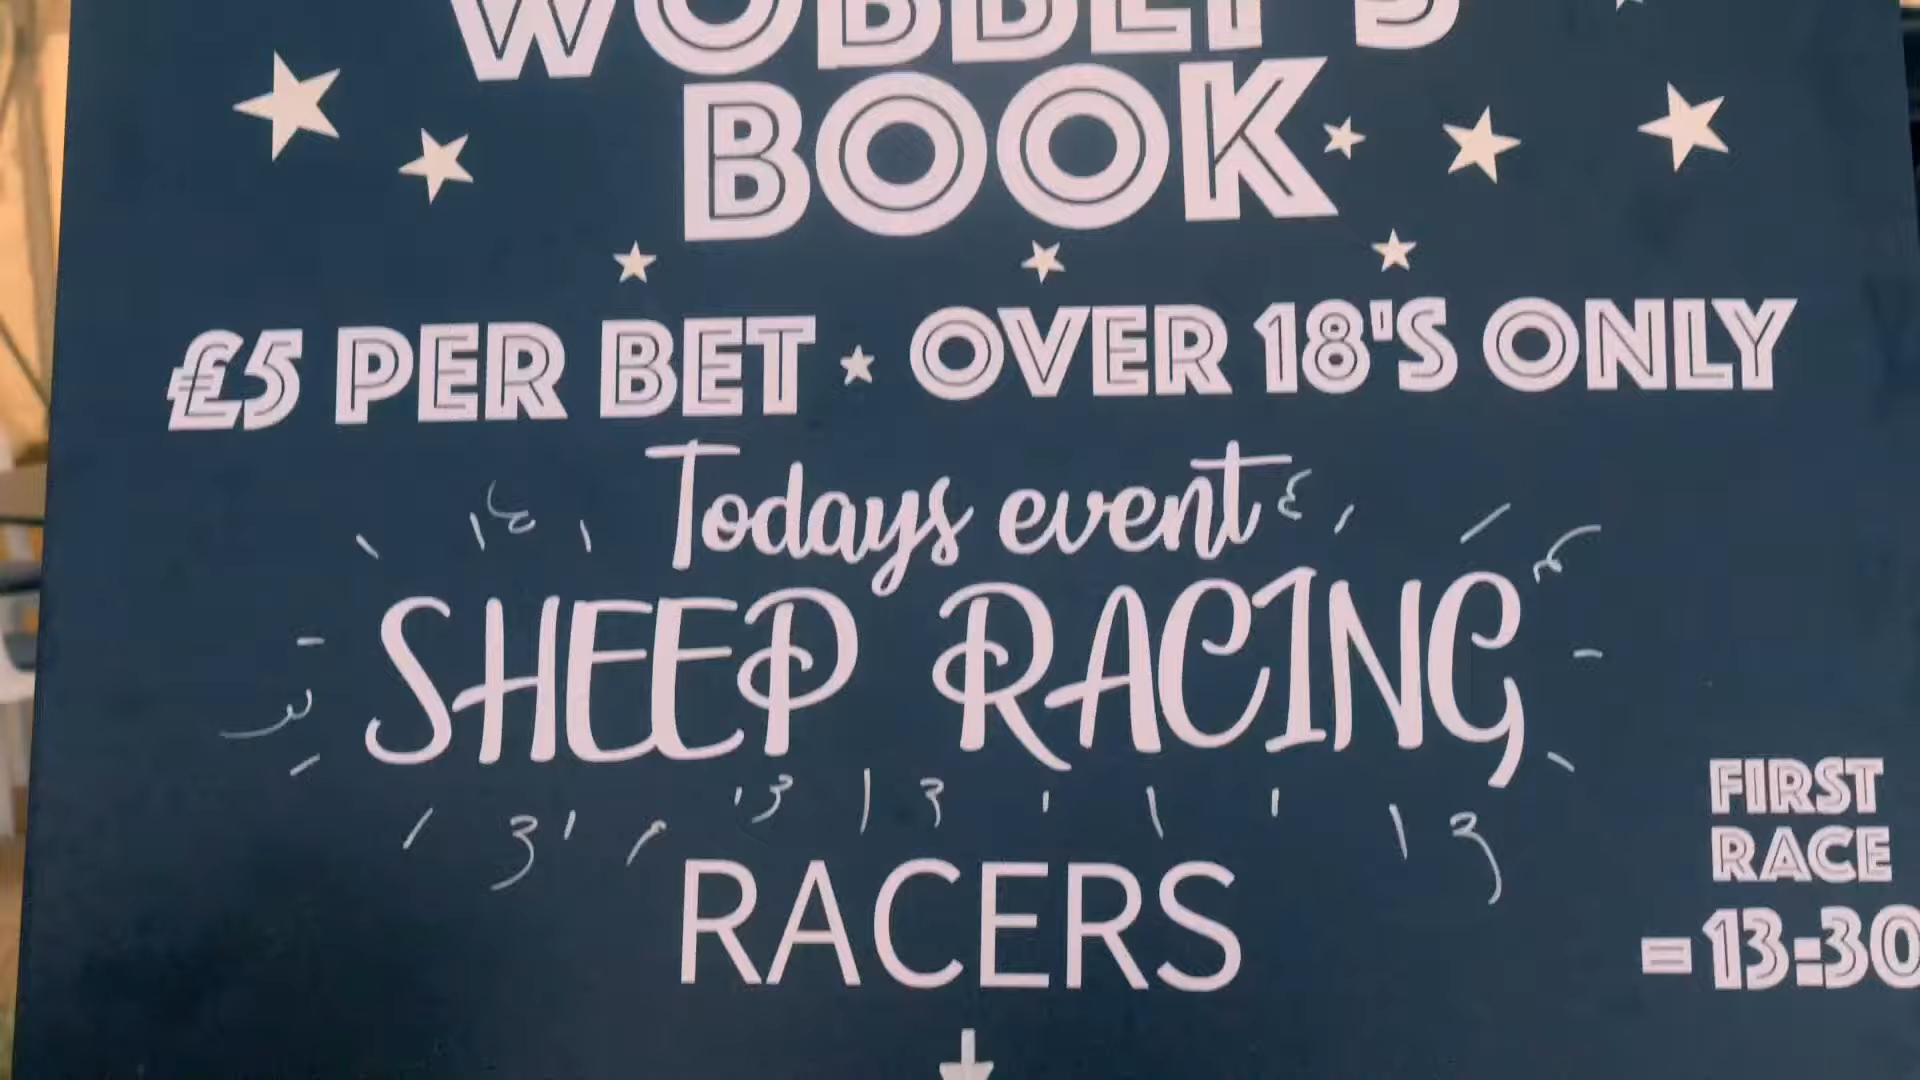 BOOK
£5 PER BET ★ OVER 18'S ONLY
Todays event
SHEEP RACING
RACERS
FIRST
RACE
= 13:30